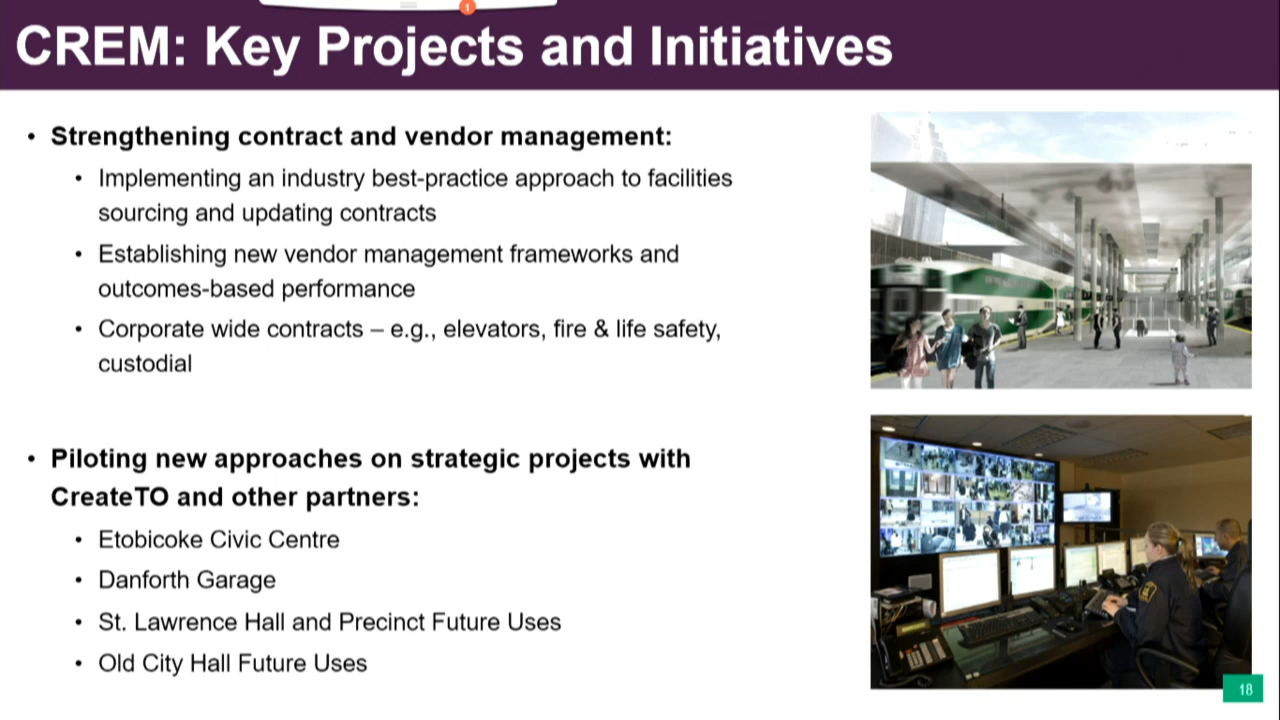 1
CREM: Key Projects and Initiatives
• Strengthening contract and vendor management:
• Implementing an industry best-practice approach to facilities
sourcing and updating contracts
• Establishing new vendor management frameworks and
outcomes-based performance
• Corporate wide contracts – e.g., elevators, fire & life safety,
custodial
• Piloting new approaches on strategic projects with
CreateTO and other partners:
• Etobicoke Civic Centre
• Danforth Garage
• St. Lawrence Hall and Precinct Future Uses
• Old City Hall Future Uses
18